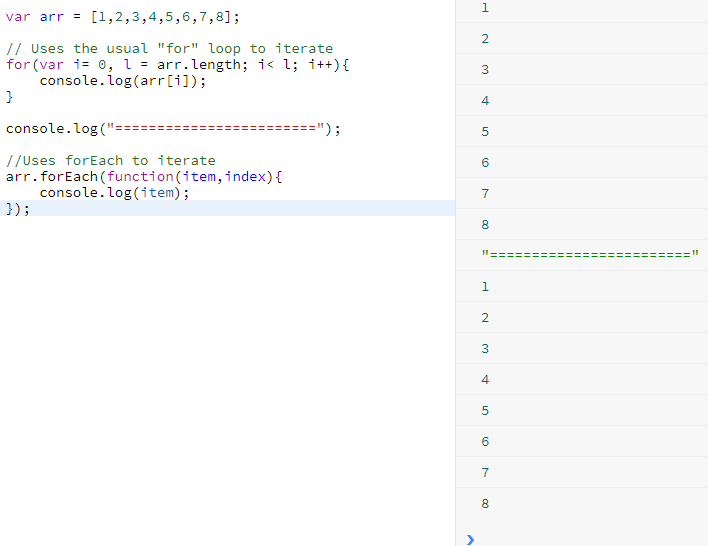 var arr = [1,2,3,4,5,6,7,8];
// Uses the usual "for" loop to iterate
for(var i= 0, l = arr.length; i< l; i++){
    console.log(arr[i]);
}
console.log("========================");
//Uses forEach to iterate
arr.forEach(function(item,index){
    console.log(item);
});
1
2
3
4
5
6
7
8
"========================"
1
2
3
4
5
6
7
8
❯